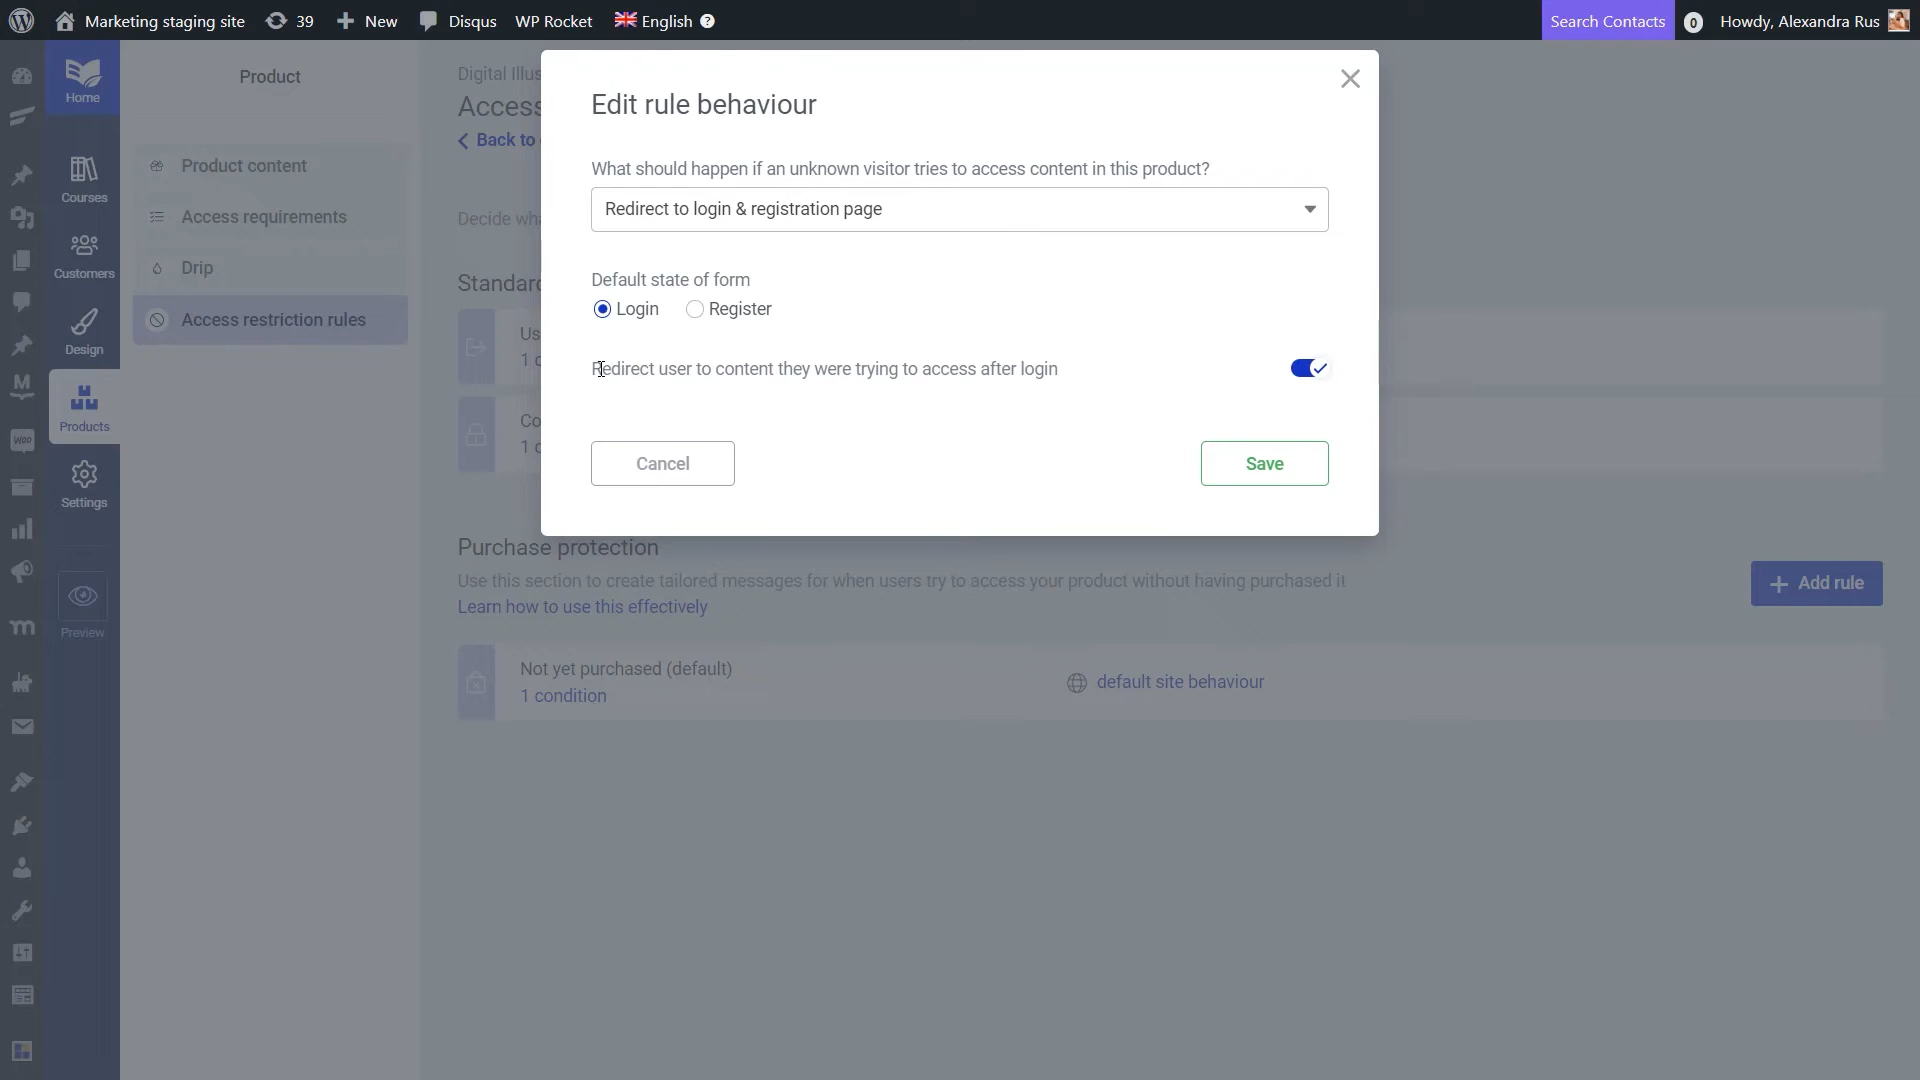 Marketing staging site
39
New
Disqus
WP Rocket
English
Search Contacts
0
Howdy, Alexandra Rus
Home
Courses
Customers
Design
Products
Settings
Preview
Product
Product content
Access requirements
Drip
Access restriction rules
Digital Illus
Access
Back to
Decide wha
Standard
Us
1 c
Co
1 c
Edit rule behaviour
What should happen if an unknown visitor tries to access content in this product?
Redirect to login & registration page
Default state of form
Login
Register
Redirect user to content they were trying to access after login
Cancel
Save
Purchase protection
Use this section to create tailored messages for when users try to access your product without having purchased it
Learn how to use this effectively
Add rule
Not yet purchased (default)
1 condition
default site behaviour